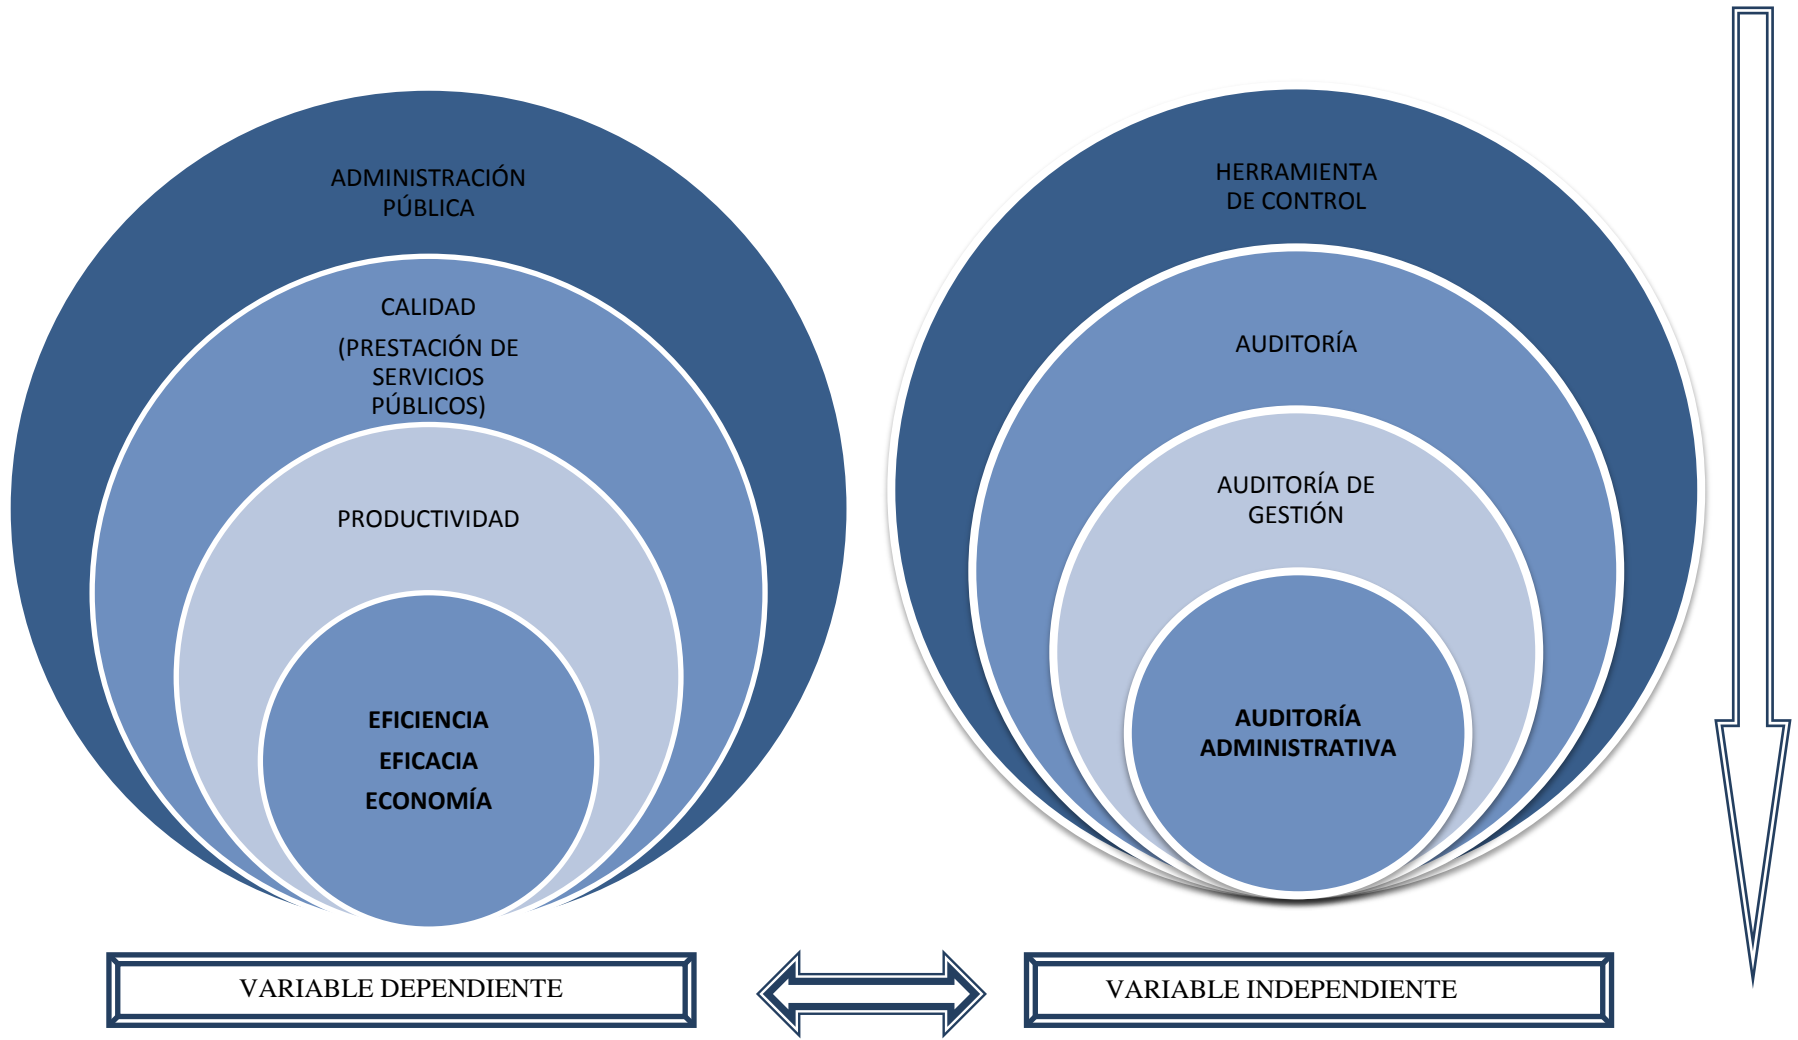 ADMINISTRACIÓN
PÚBLICA
CALIDAD
(PRESTACIÓN DE
SERVICIOS
PÚBLICOS)
PRODUCTIVIDAD
EFICIENCIA
EFICACIA
ECONOMÍA
HERRAMIENTA
DE CONTROL
AUDITORÍA
AUDITORÍA DE
GESTIÓN
AUDITORÍA
ADMINISTRATIVA
VARIABLE DEPENDIENTE
VARIABLE INDEPENDIENTE